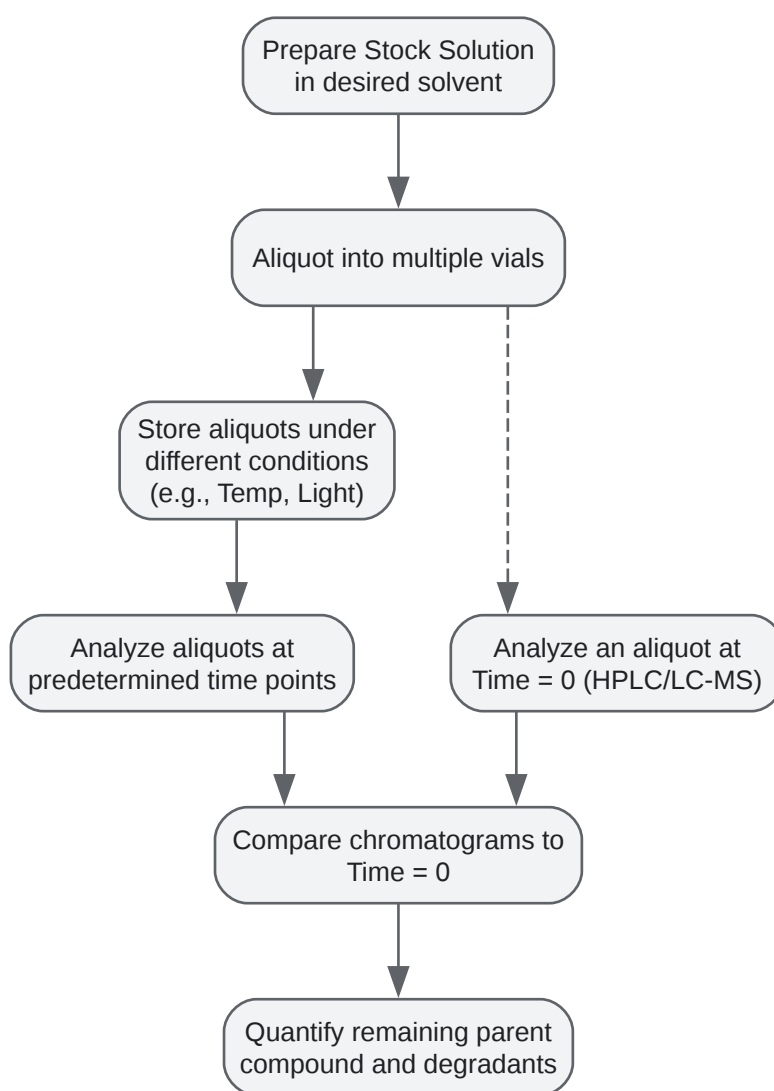 Prepare Stock Solution
in desired solvent
Aliquot into multiple vials
Store aliquots under
different conditions
(e.g., Temp, Light)
Analyze aliquots at
predetermined time points
Analyze an aliquot at
Time = 0 (HPLC/LC-MS)
Compare chromatograms to
Time = 0
Quantify remaining parent
compound and degradants